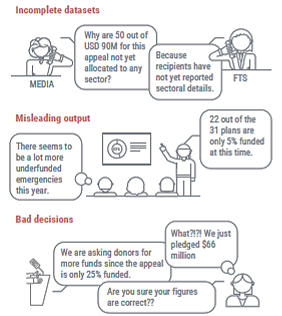 Incomplete datasets
Why are 50 out of
USD 90M for this
appeal not yet
allocated to any
sector?
Because
recipients have
not yet reported
sectoral details.
MEDIA
FTS
Misleading output
There seems to
be a lot more
underfunded
emergencies
this year.
22 out of the
31 plans are
only 5% funded
at this time.
Bad decisions
We are asking donors for
more funds since the appeal
is only 25% funded.
What?!?! We just
pledged $66
million
Are you sure your figures
are correct??